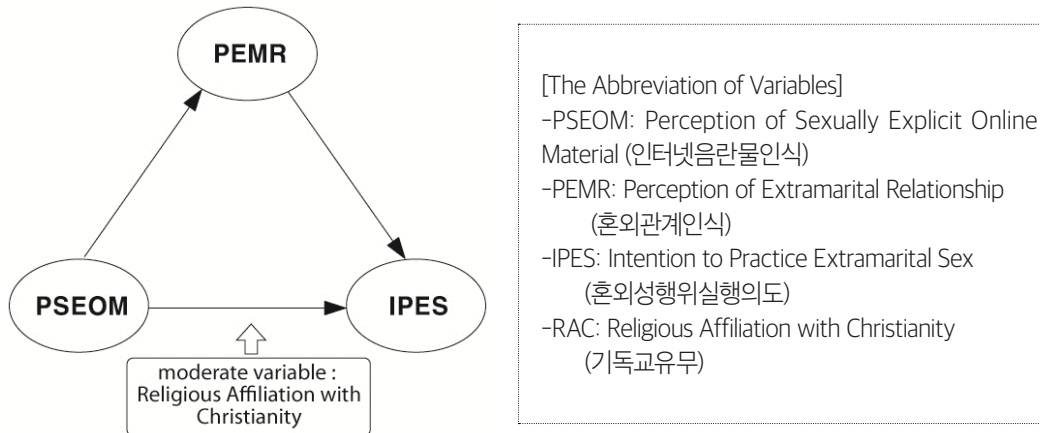 PEMR
PSEOM
IPES
moderate variable :
Religious Affiliation with
Christianity
[The Abbreviation of Variables]
-PSEOM: Perception of Sexually Explicit Online
Material (인터넷음란물인식)
-PEMR: Perception of Extramarital Relationship
(혼외관계인식)
-IPES: Intention to Practice Extramarital Sex
(혼외성행위실행의도)
-RAC: Religious Affiliation with Christianity
(기독교유무)